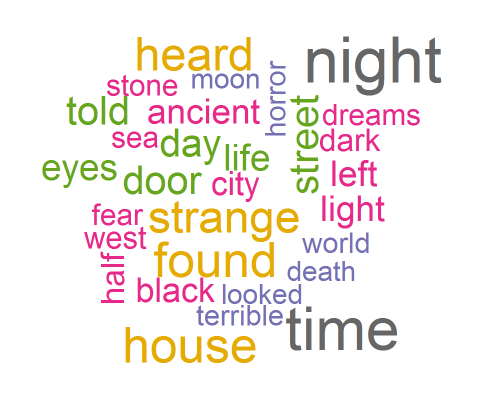 heard
night
stone
moon
horror
told
ancient
street
dreams
sea
day
life
dark
eyes
door
city
left
fear
strange
light
west
found
world
half
black
looked
death
terrible
time
house